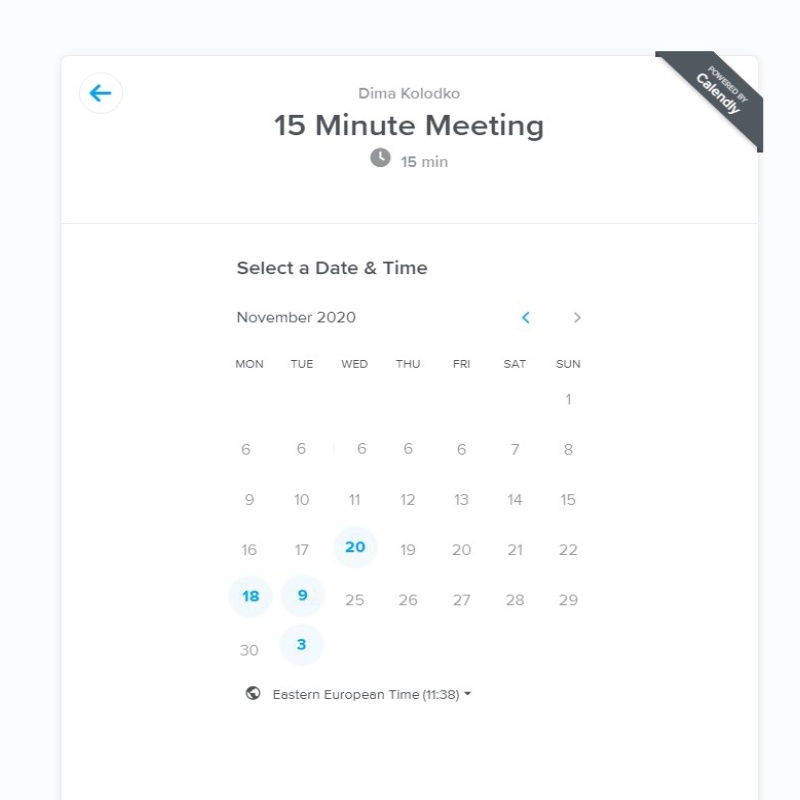 POWERED BY
Calendly
Dima Kolodko
15 Minute Meeting
15 min
Select a Date & Time
November 2020
MON TUE WED THU FRI SAT SUN
1
6 6 6 6 6 7 8
9 10 11 12 13 14 15
16 17 20 19 20 21 22
18 9 25 26 27 28 29
30 3
Eastern European Time (11:38)